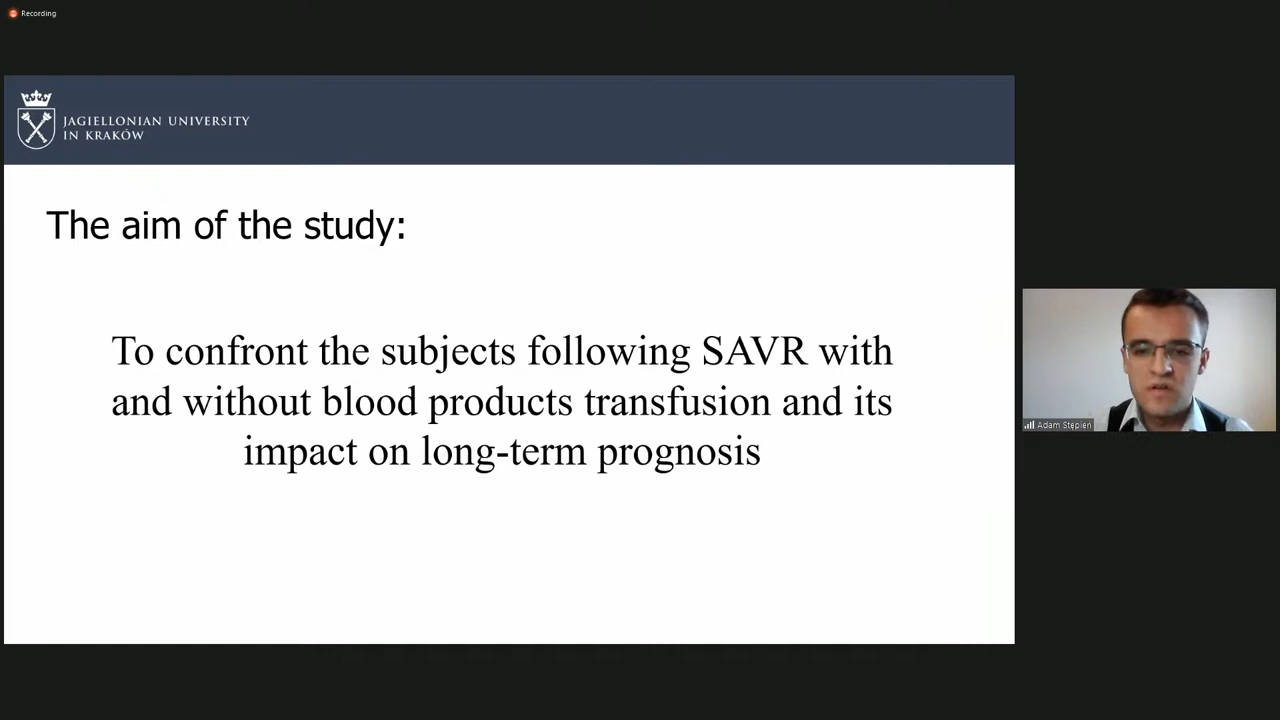 Recording
JAGIELLONIAN UNIVERSITY
IN KRAKÓW
The aim of the study:
To confront the subjects following SAVR with
and without blood products transfusion and its
impact on long-term prognosis
Adam Stępień